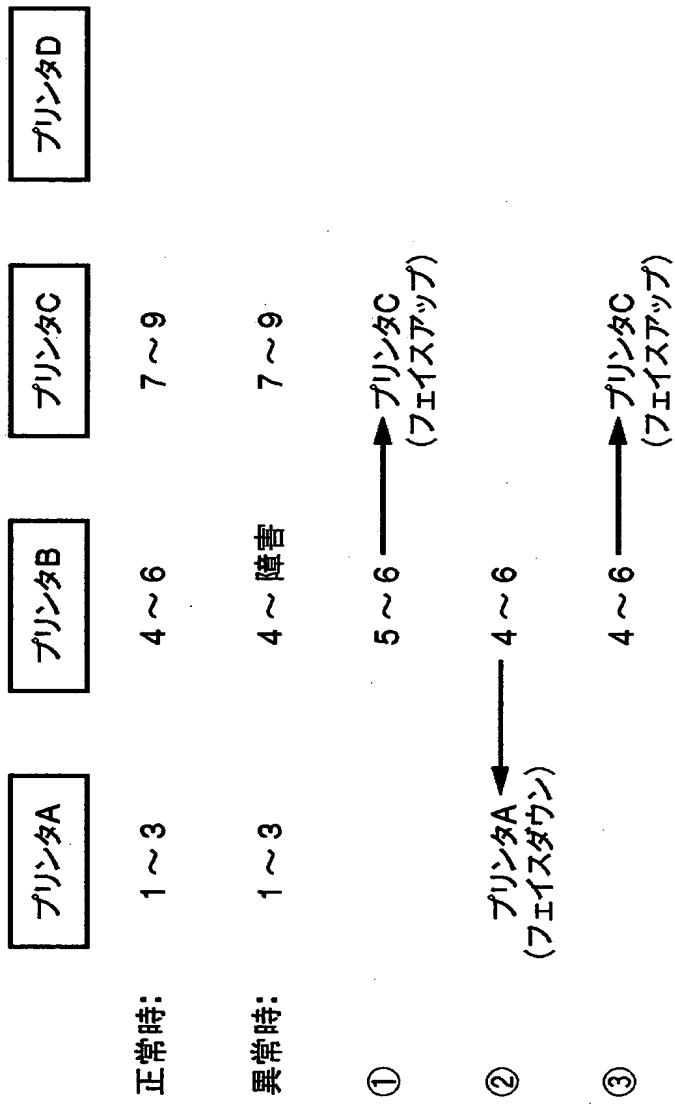 プリンタA プリンタB プリンタC プリンタD
正常時: 1～3 4～6 7～9
異常時: 1～3 4～障害 7～9
① 5～6 プリンタC
(フェイスアップ)
② プリンタA 4～6
(フェイスダウン)
③ 4～6 プリンタC
(フェイスアップ)